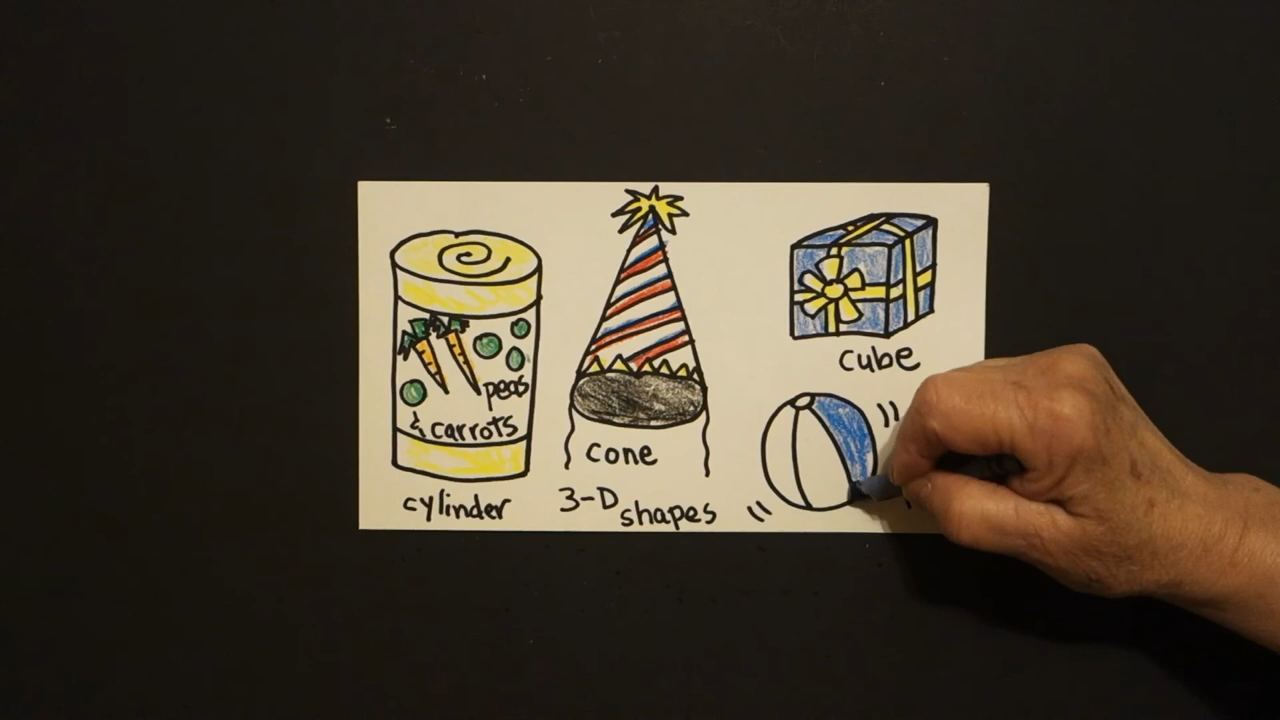 peas
& carrots
cylinder
cone
3-D shapes
cube